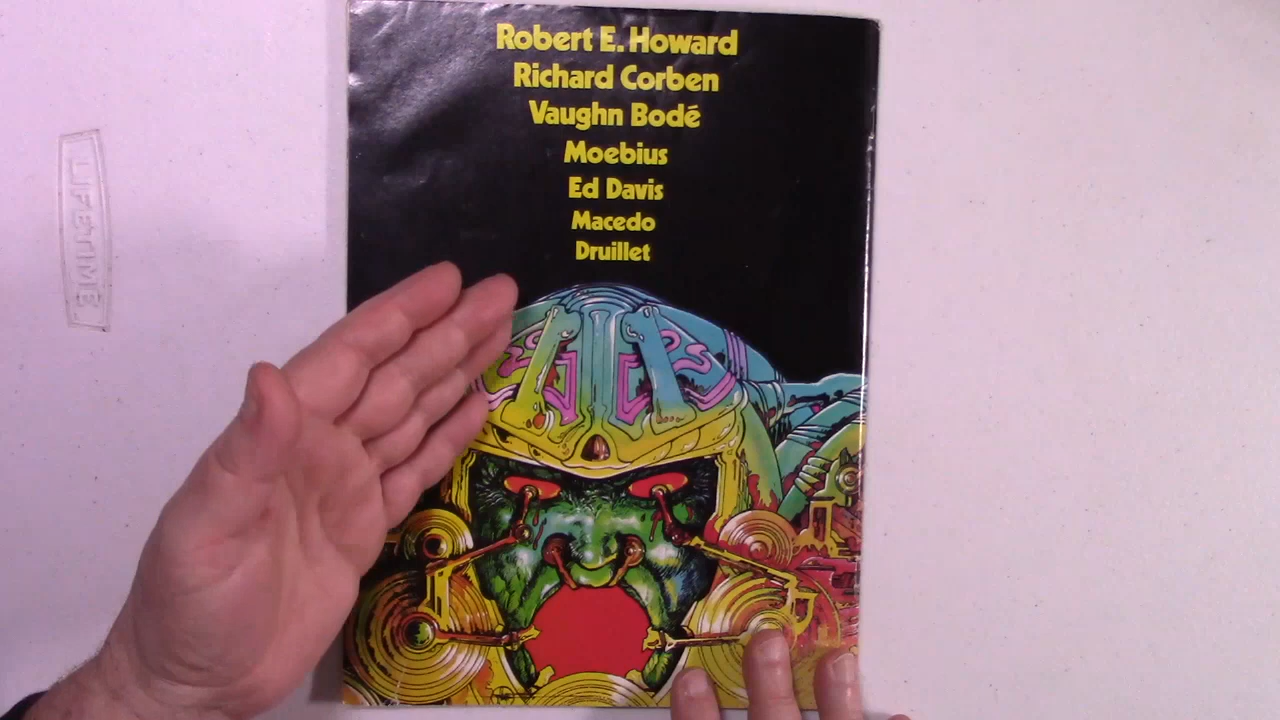 Robert E. Howard
Richard Corben
Vaughn Bodé
Moebius
Ed Davis
Macedo
Druillet
LIFETIME